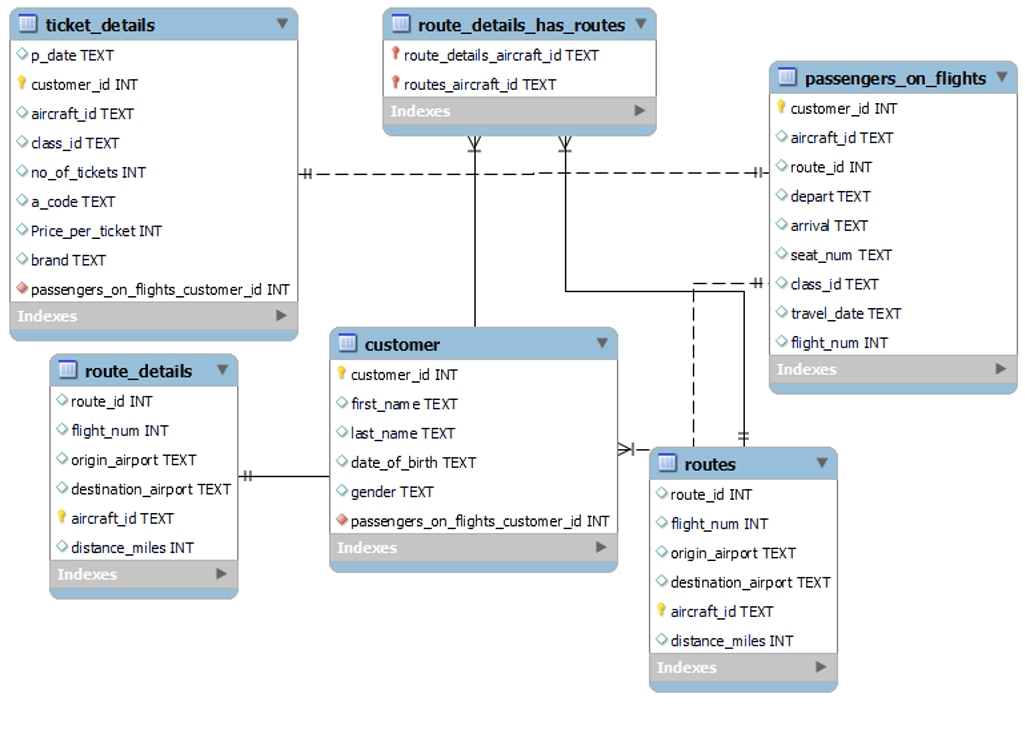 ticket_details
p_date TEXT
customer_id INT
aircraft_id TEXT
class_id TEXT
no_of_tickets INT
a_code TEXT
Price_per_ticket INT
brand TEXT
passengers_on_flights_customer_id INT
Indexes
route_details_has_routes
route_details_aircraft_id TEXT
routes_aircraft_id TEXT
Indexes
passengers_on_flights
customer_id INT
aircraft_id TEXT
route_id INT
depart TEXT
arrival TEXT
seat_num TEXT
class_id TEXT
travel_date TEXT
flight_num INT
Indexes
route_details
route_id INT
flight_num INT
origin_airport TEXT
destination_airport TEXT
aircraft_id TEXT
distance_miles INT
Indexes
customer
customer_id INT
first_name TEXT
last_name TEXT
date_of_birth TEXT
gender TEXT
passengers_on_flights_customer_id INT
Indexes
routes
route_id INT
flight_num INT
origin_airport TEXT
destination_airport TEXT
aircraft_id TEXT
distance_miles INT
Indexes